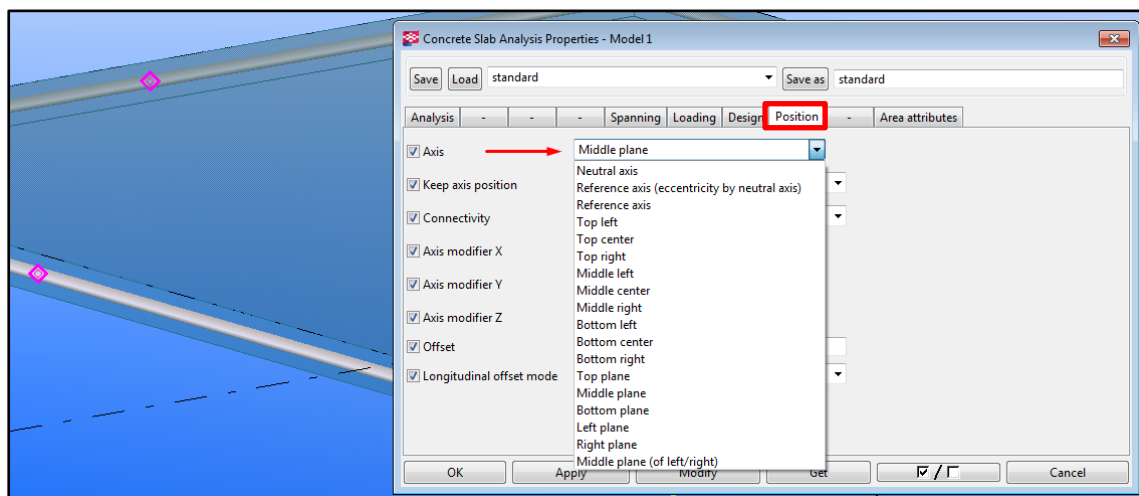 Concrete Slab Analysis Properties - Model 1
Save Load standard Save as standard
Analysis - - - Spanning Loading Design Position - Area attributes
Axis Middle plane
Neutral axis
Keep axis position Reference axis (eccentricity by neutral axis)
Reference axis
Connectivity Top left
Top center
Axis modifier X Top right
Middle left
Axis modifier Y Middle center
Middle right
Axis modifier Z Bottom left
Offset Bottom center
Bottom right
Longitudinal offset mode Top plane
Middle plane
Bottom plane
Left plane
Right plane
Middle plane (of left/right)
OK Apply Modify Get / Cancel